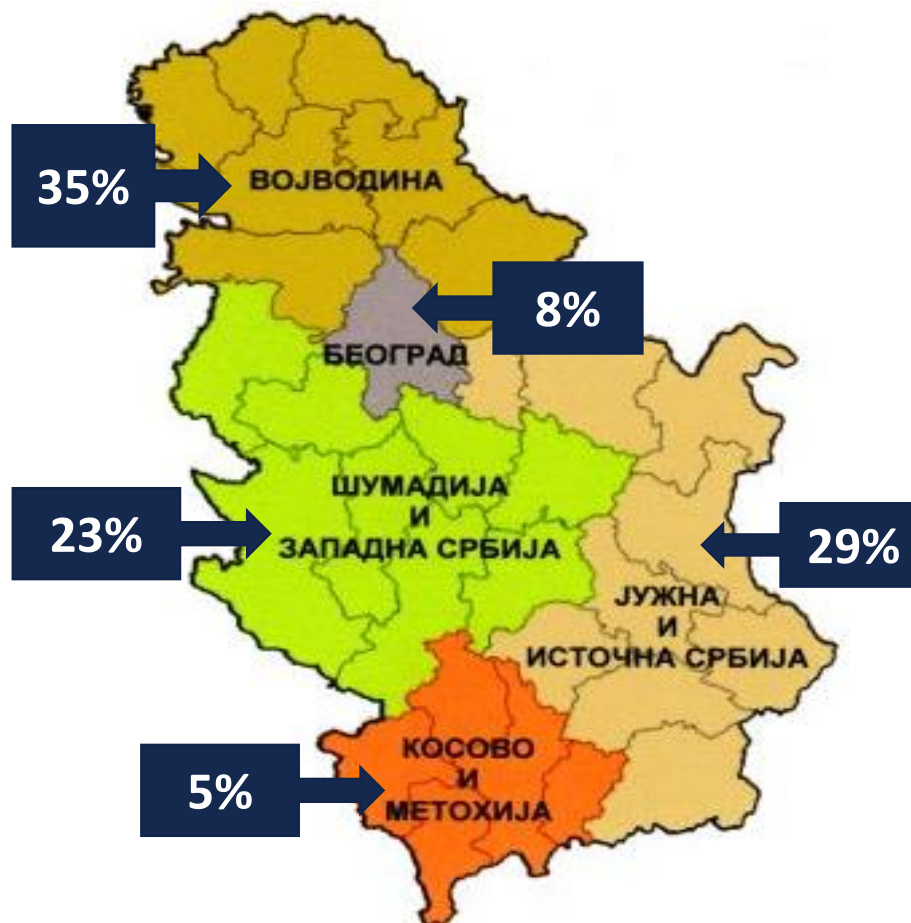 35%
ВОЈВОДИНА
8%
БЕОГРАД
23%
ШУМАДИЈА
И
ЗАПАДНА СРБИЈА
29%
ЈУЖНА
И
ИСТОЧНА СРБИЈА
5%
КОСОВО
И
МЕТОХИЈА